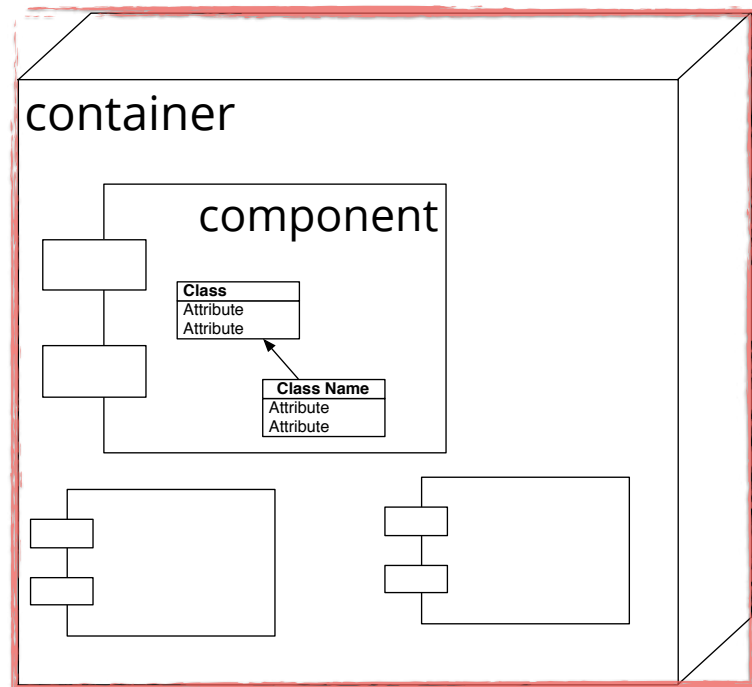 container
component
Class
Attribute
Attribute
Class Name
Attribute
Attribute